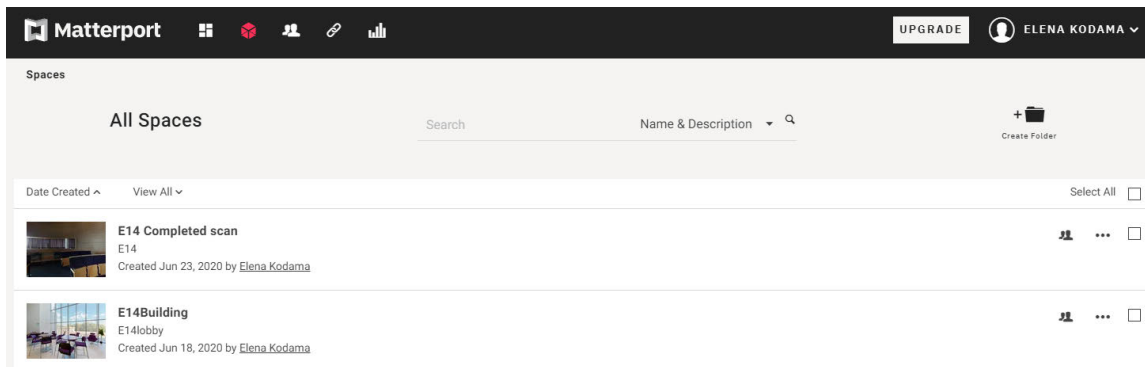 Matterport
UPGRADE
ELENA KODAMA
Spaces
All Spaces
Search
Name & Description
Create Folder
Date Created
View All
Select All
E14 Completed scan
E14
Created Jun 23, 2020 by Elena Kodama
E14Building
E14lobby
Created Jun 18, 2020 by Elena Kodama